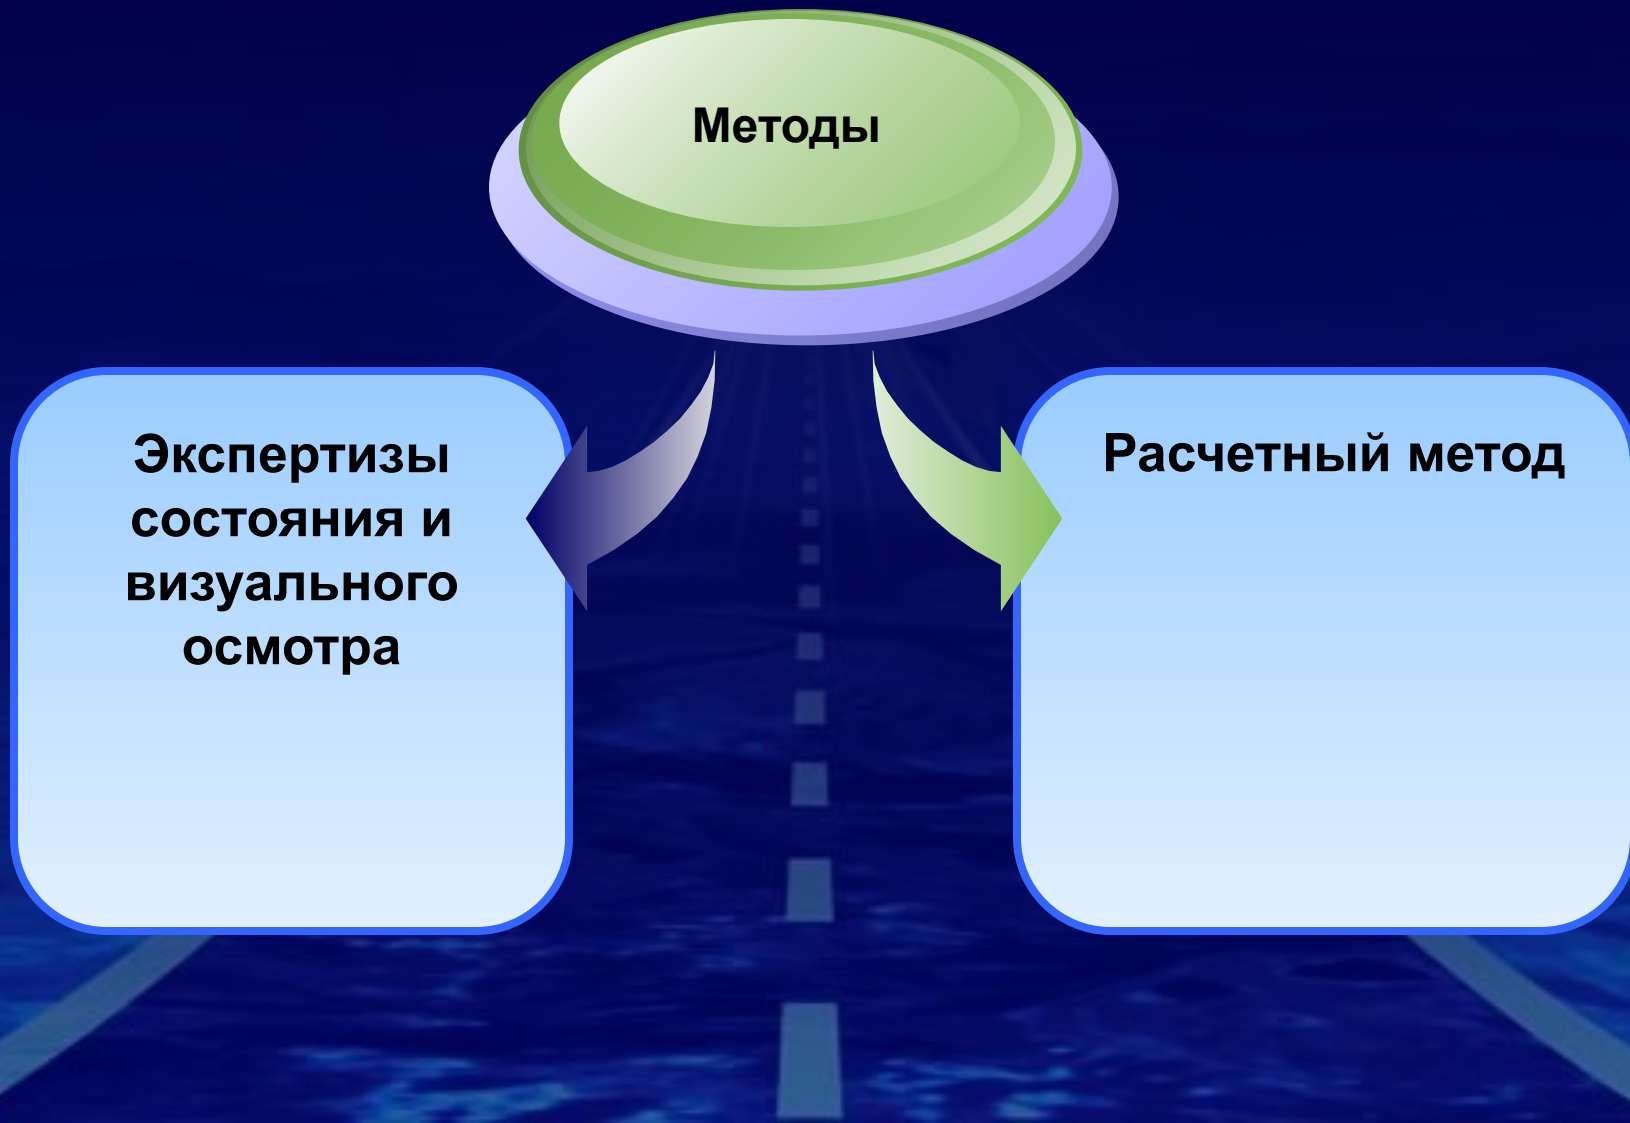 Методы
Экспертизы
состояния и
визуального
осмотра
Расчетный метод